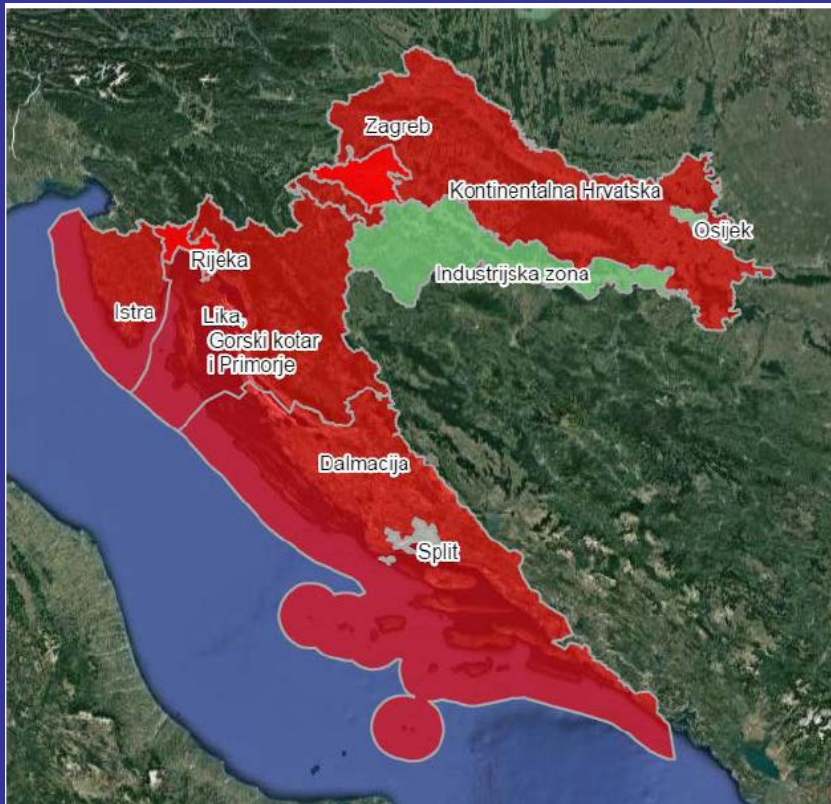 Zagreb
Kontinentalna Hrvatska
Osijek
Rijeka
Industrijska zona
Istra
Lika,
Gorski kotar
i Primorje
Dalmacija
Split